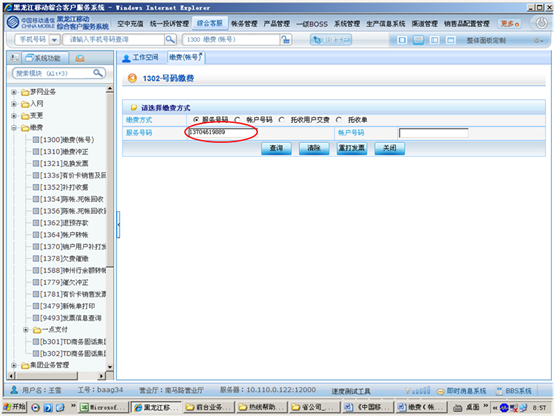 黑龙江移动综合客户服务系统 - Windows Internet Explorer
中国移动通信 CHINA MOBILE 黑龙江移动 综合客户服务系统
空中充值 统一投诉管理 综合客服 帐务管理 产品管理 一级BOSS 系统管理 生产信息系统 渠道管理 销售品配置管理 更多
手机号码 请输入手机号码查询 1300 缴费(帐号) 整体面板定制
系统功能
工作空间 缴费(帐号)
搜索模块 (Alt+3)
梦网业务
入网
变更
缴费
[1300]缴费(帐号)
[1310]缴费冲正
[1321]兑换发票
[133s]有价卡销售及回
[1352]补打收据
[1354]陈帐、死帐回收
[1356]陈帐、死帐回收
[1362]退预存款
[1364]帐户转帐
[1370]销户用户补打发
[1378]欠费催缴
[1588]神州行余额转帐
[1779]催欠冲正
[1781]有价卡销售发票
[3479]新帐单打印
[9493]发票信息查询
一点支付
[b301]TD商务固话集团
[b302]TD商务固话集团
集团业务管理
1302-号码缴费
请选择缴费方式
缴费方式 服务号码 帐户号码 托收用户交费 托收单
服务号码 13704519889 帐户号码
查询 清除 重打发票 关闭
用户名：王雪 工号：baag34 营业厅：南马路营业厅 服务器：10.110.0.122:12000 速度测试工具 即时消息系统 BBS系统
开始 Microsof... 黑龙江移... 前台业务... 热线帮助... 省公司_... 《中国移... 缴费(帐... 桌面 8:51